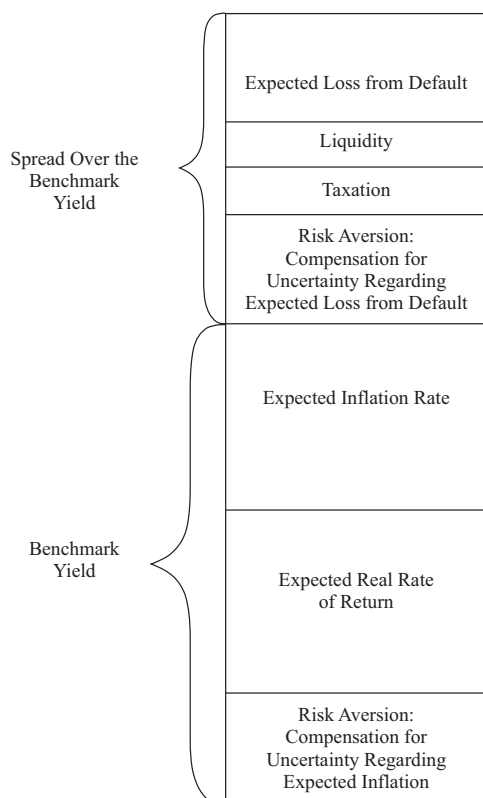 Expected Loss from Default
Liquidity
Spread Over the
Benchmark
Yield
Taxation
Risk Aversion:
Compensation for
Uncertainty Regarding
Expected Loss from Default
Expected Inflation Rate
Benchmark
Yield
Expected Real Rate
of Return
Risk Aversion:
Compensation for
Uncertainty Regarding
Expected Inflation